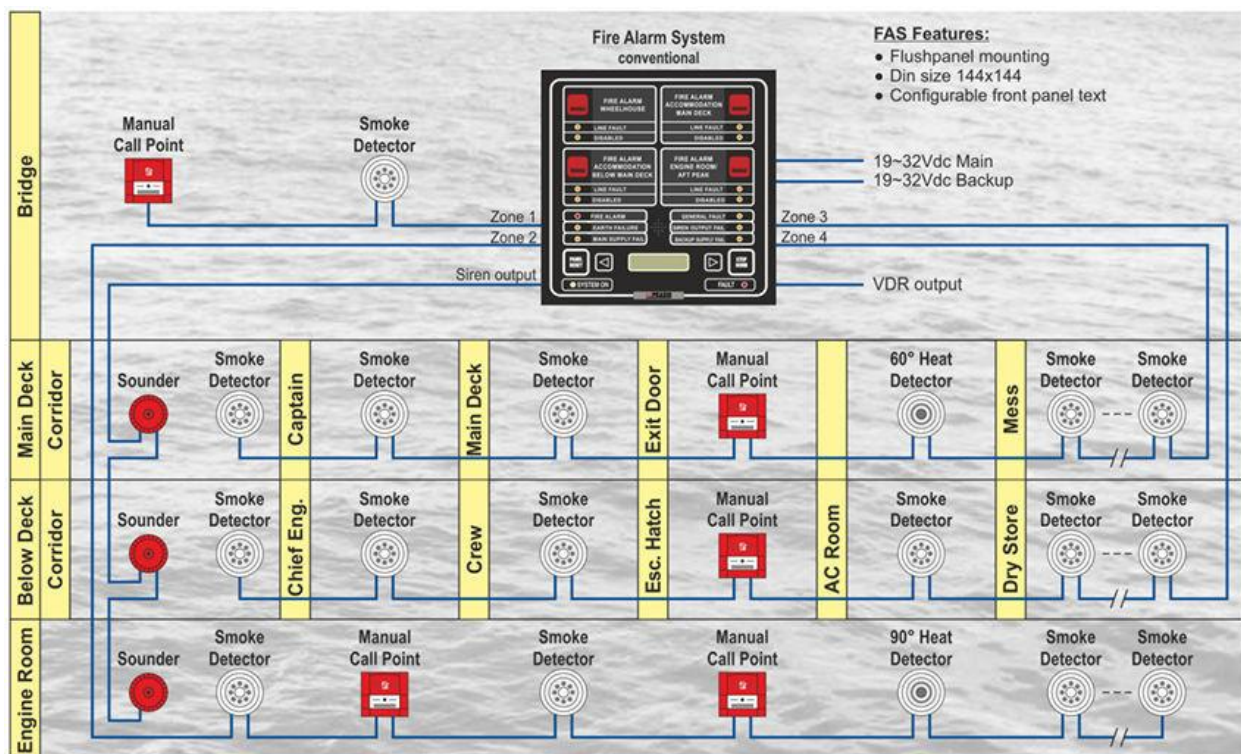 Fire Alarm System
conventional
FAS Features:
• Flushpanel mounting
• Din size 144x144
• Configurable front panel text
Bridge
Manual
Call Point
Smoke
Detector
FIRE ALARM
WHEELHOUSE
LINE FAULT
DISABLED
FIRE ALARM
ACCOMMODATION
MAIN DECK
LINE FAULT
DISABLED
FIRE ALARM
ACCOMMODATION
BELOW MAIN DECK
LINE FAULT
DISABLED
FIRE ALARM
ENGINE ROOM/
AFT PEAK
LINE FAULT
DISABLED
FIRE ALARM
EARTH FAILURE
MAIN SUPPLY FAIL
GENERAL FAULT
SIREN OUTPUT FAIL
BACKUP SUPPLY FAIL
SYSTEM ON
FAULT
19~32Vdc Main
19~32Vdc Backup
Zone 1
Zone 2
Siren output
Zone 3
Zone 4
VDR output
Main Deck
Corridor
Sounder
Smoke
Detector
Captain
Smoke
Detector
Main Deck
Smoke
Detector
Exit Door
Manual
Call Point
60° Heat
Detector
Mess
Smoke
Detector
Smoke
Detector
Below Deck
Corridor
Sounder
Smoke
Detector
Chief Eng.
Smoke
Detector
Crew
Smoke
Detector
Esc. Hatch
Manual
Call Point
AC Room
Smoke
Detector
Dry Store
Smoke
Detector
Smoke
Detector
Engine Room
Sounder
Smoke
Detector
Manual
Call Point
Smoke
Detector
Manual
Call Point
90° Heat
Detector
Smoke
Detector
Smoke
Detector